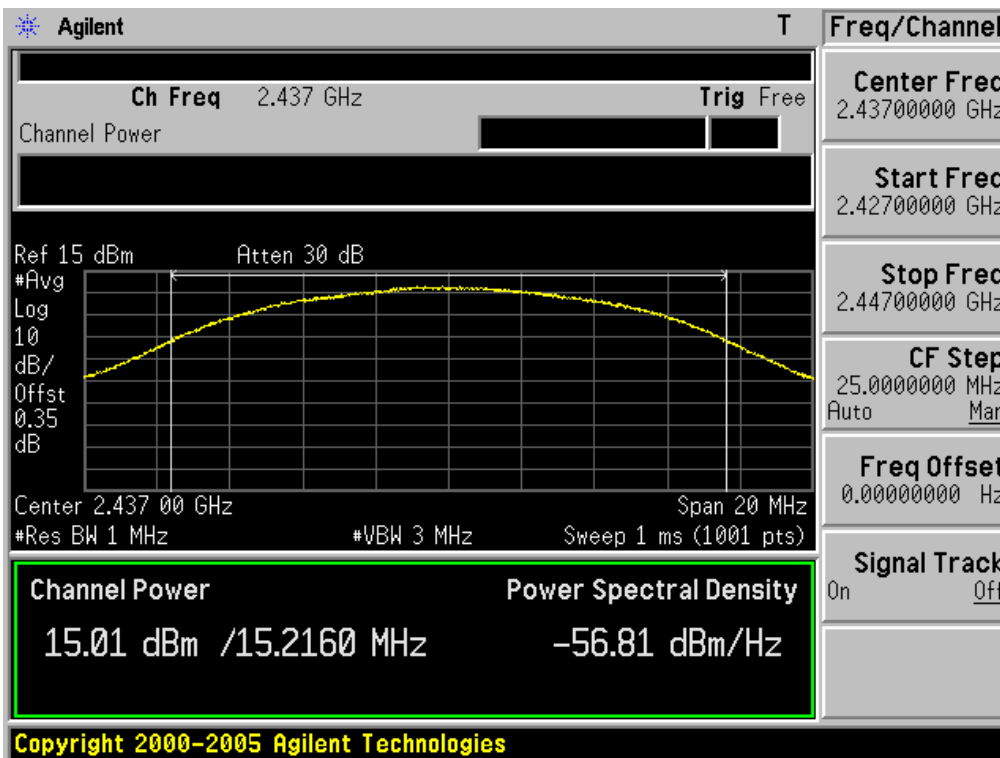 Agilent T Freq/Channel
Ch Freq 2.437 GHz Trig Free
Channel Power
Center Freq
2.43700000 GHz
Start Freq
2.42700000 GHz
Stop Freq
2.44700000 GHz
CF Step
25.0000000 MHz
Auto Man
Freq Offset
0.00000000 Hz
Signal Track
On Off
Ref 15 dBm Atten 30 dB
#Avg
Log
10
dB/
Offst
0.35
dB
Center 2.437 00 GHz Span 20 MHz
#Res BW 1 MHz #VBW 3 MHz Sweep 1 ms (1001 pts)
Channel Power Power Spectral Density
15.01 dBm /15.2160 MHz -56.81 dBm/Hz
Copyright 2000-2005 Agilent Technologies